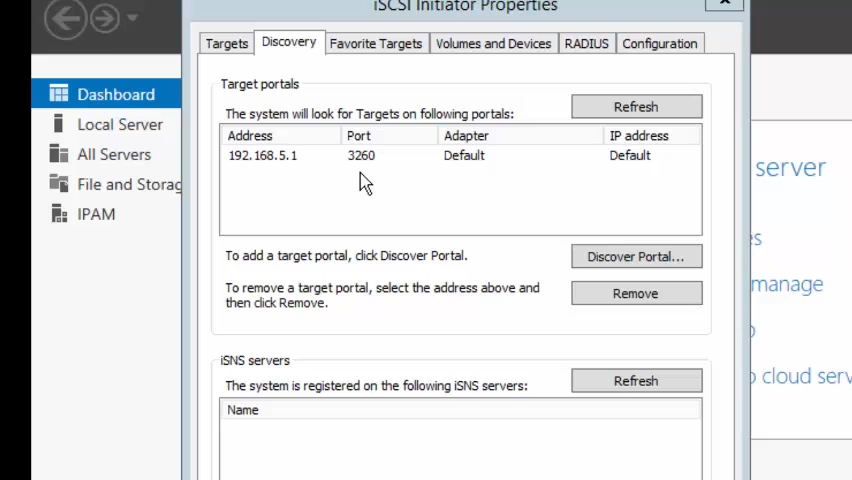 iSCSI Initiator Properties
Targets Discovery Favorite Targets Volumes and Devices RADIUS Configuration
Dashboard
Local Server
All Servers
File and Storag
IPAM
Target portals
The system will look for Targets on following portals:
Refresh
Address Port Adapter IP address
192.168.5.1 3260 Default Default
To add a target portal, click Discover Portal.
Discover Portal...
To remove a target portal, select the address above and
then click Remove.
Remove
iSNS servers
The system is registered on the following iSNS servers:
Refresh
Name
server
manage
cloud serv